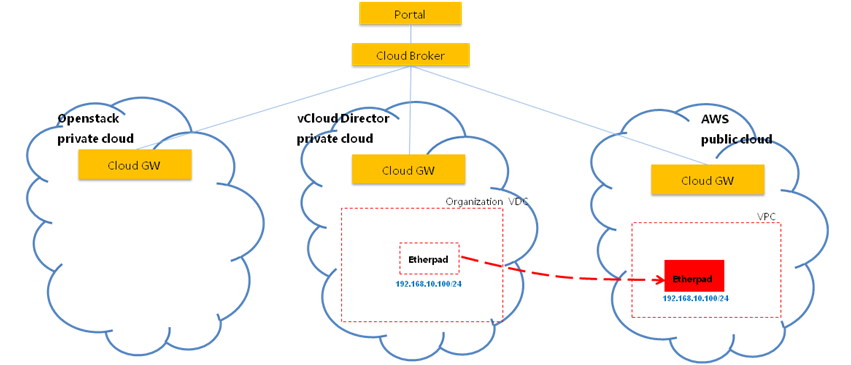 Portal
Cloud Broker
Openstack
private cloud
Cloud GW
vCloud Director
private cloud
Cloud GW
Organization VDC
Etherpad
192.168.10.100/24
AWS
public cloud
Cloud GW
VPC
Etherpad
192.168.10.100/24